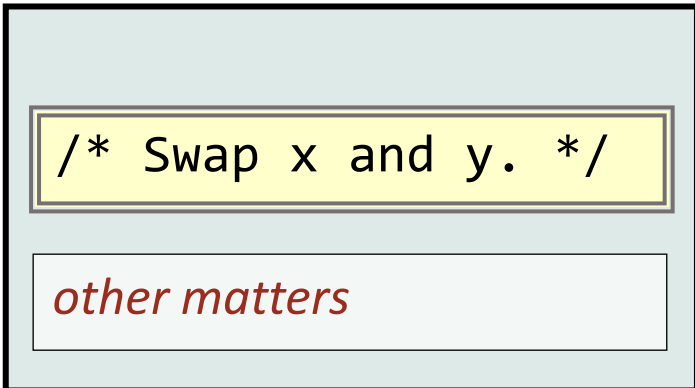 /* Swap x and y. */
other matters